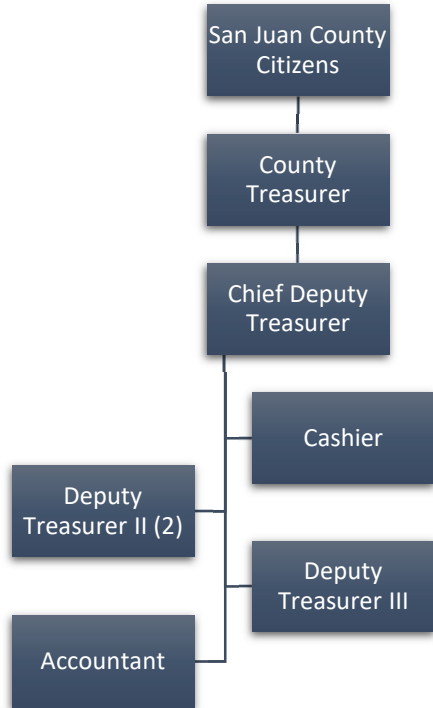 San Juan County
Citizens
County
Treasurer
Chief Deputy
Treasurer
Cashier
Deputy
Treasurer II (2)
Deputy
Treasurer III
Accountant